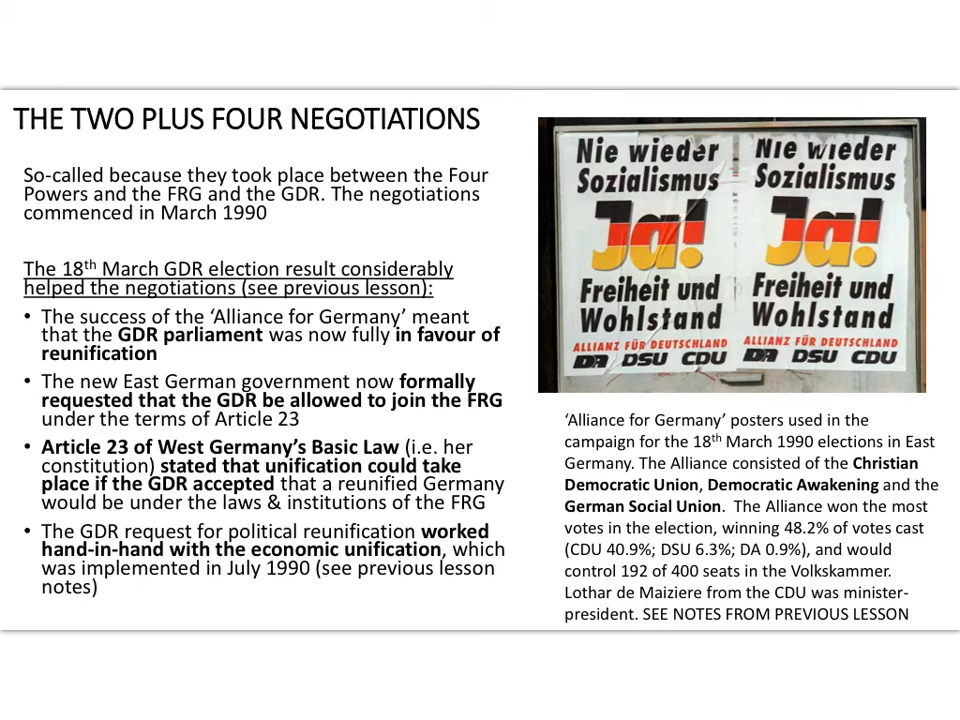 THE TWO PLUS FOUR NEGOTIATIONS
So-called because they took place between the Four
Powers and the FRG and the GDR. The negotiations
commenced in March 1990
The 18th March GDR election result considerably
helped the negotiations (see previous lesson):
• The success of the ‘Alliance for Germany’ meant
that the GDR parliament was now fully in favour of
reunification
• The new East German government now formally
requested that the GDR be allowed to join the FRG
under the terms of Article 23
• Article 23 of West Germany’s Basic Law (i.e. her
constitution) stated that unification could take
place if the GDR accepted that a reunified Germany
would be under the laws & institutions of the FRG
• The GDR request for political reunification worked
hand-in-hand with the economic unification, which
was implemented in July 1990 (see previous lesson
notes)
Nie wieder
Sozialismus
Ja!
Freiheit und
Wohlstand
ALLIANZ FÜR DEUTSCHLAND
DA DSU CDU
Nie wieder
Sozialismus
Ja!
Freiheit und
Wohlstand
ALLIANZ FÜR DEUTSCHLAND
DA DSU CDU
‘Alliance for Germany’ posters used in the
campaign for the 18th March 1990 elections in East
Germany. The Alliance consisted of the Christian
Democratic Union, Democratic Awakening and the
German Social Union. The Alliance won the most
votes in the election, winning 48.2% of votes cast
(CDU 40.9%; DSU 6.3%; DA 0.9%), and would
control 192 of 400 seats in the Volkskammer.
Lothar de Maiziere from the CDU was minister-
president. SEE NOTES FROM PREVIOUS LESSON